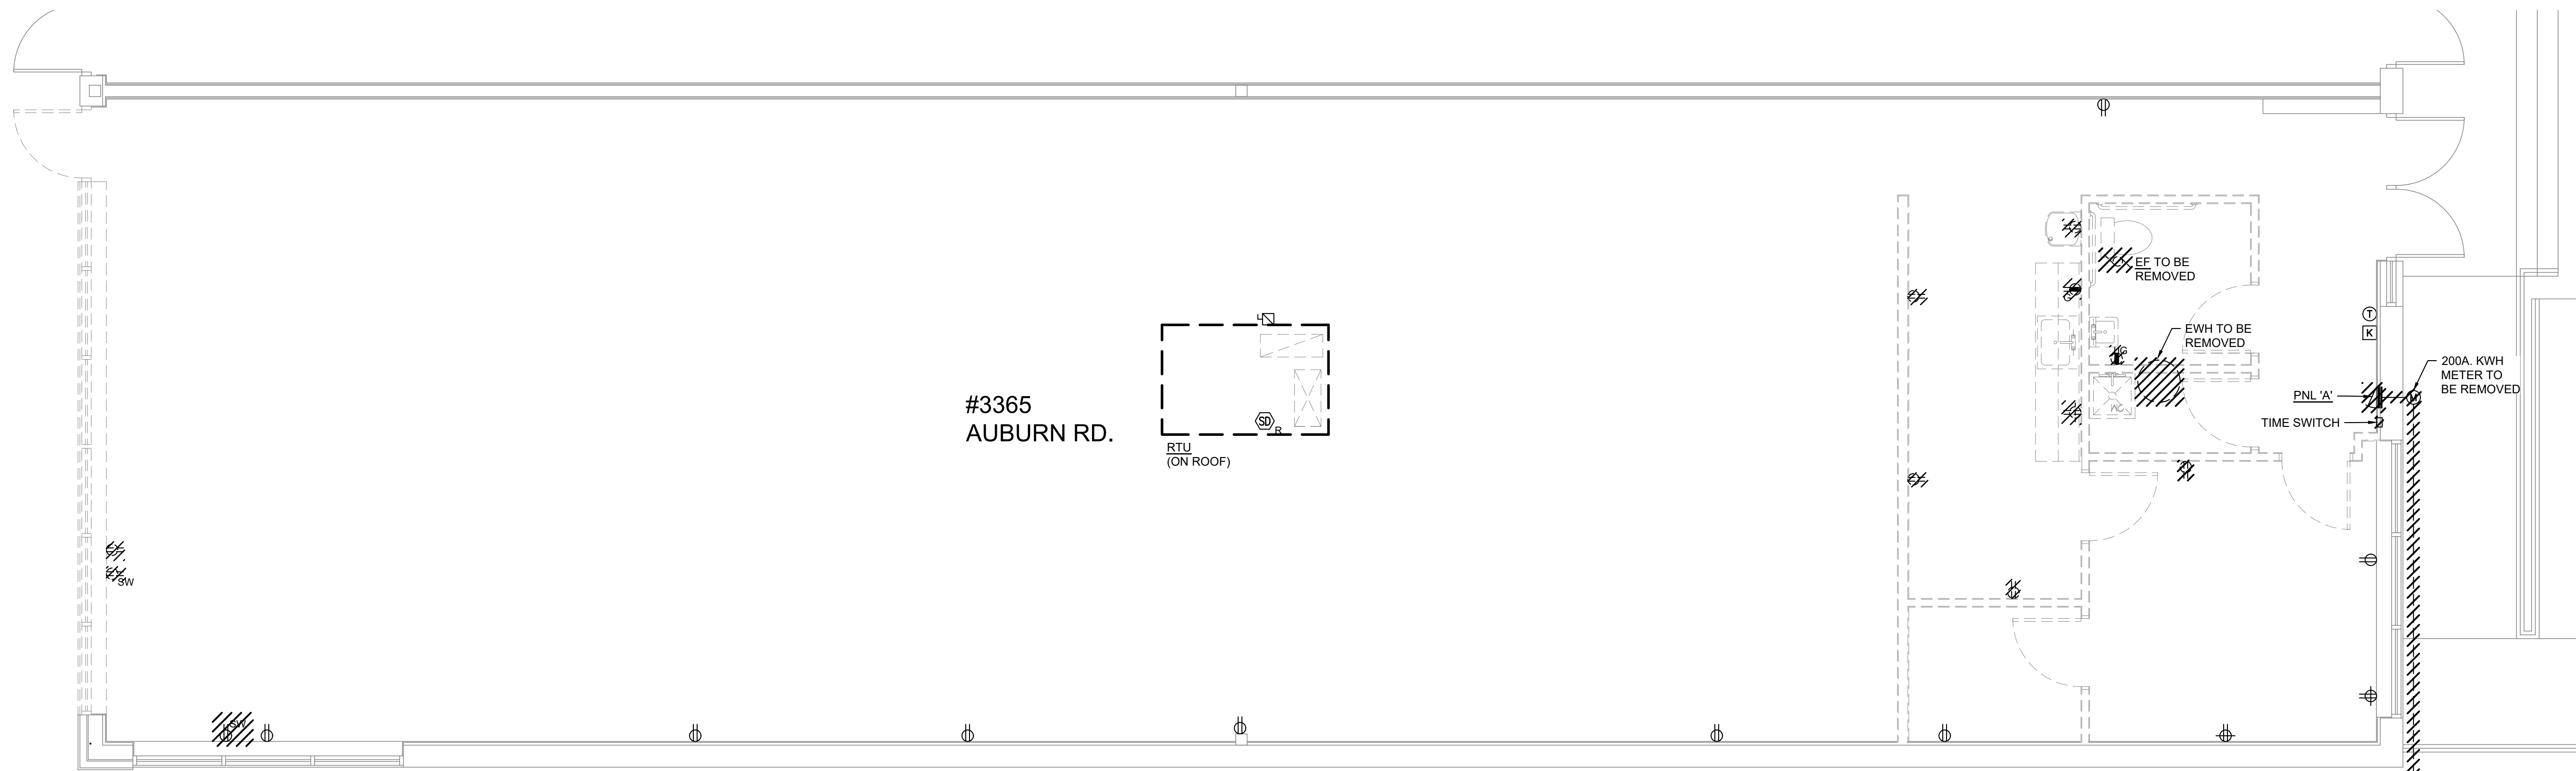 EF TO BE
REMOVED
T
K
EWH TO BE
REMOVED
200A. KWH
METER TO
BE REMOVED
PNL 'A'
M
TIME SWITCH
#3365
AUBURN RD.
SD
R
RTU
(ON ROOF)
G
SW
SW